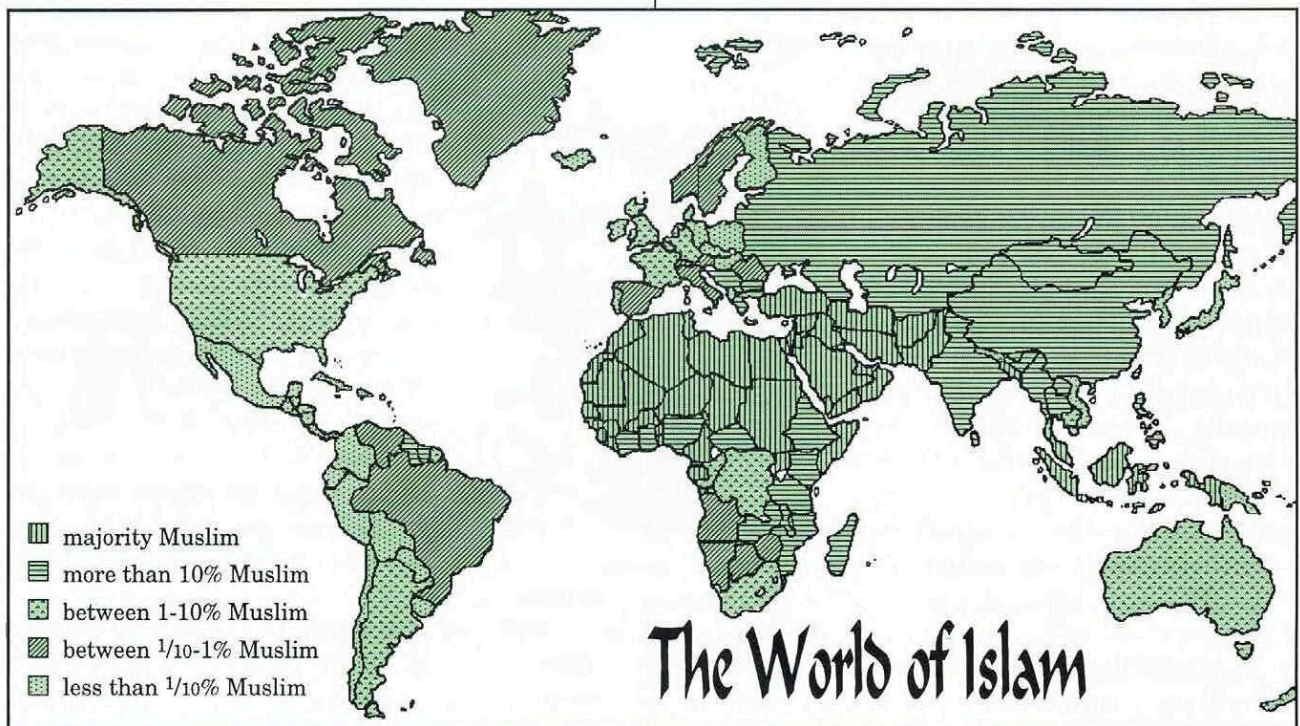 majority Muslim
more than 10% Muslim
between 1-10% Muslim
between 1/10-1% Muslim
less than 1/10% Muslim
The World of Islam